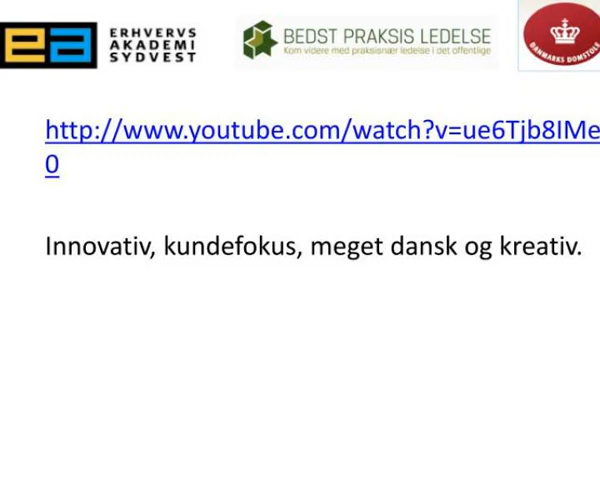 ea ERHVERVS
AKADEMI
SYDVEST
BEDST PRAKSIS LEDELSE
Kom videre med praksisnær ledelse i det offentlige
DANMARKS DOMSTOLE
http://www.youtube.com/watch?v=ue6Tjb8IMe
0
Innovativ, kundefokus, meget dansk og kreativ.